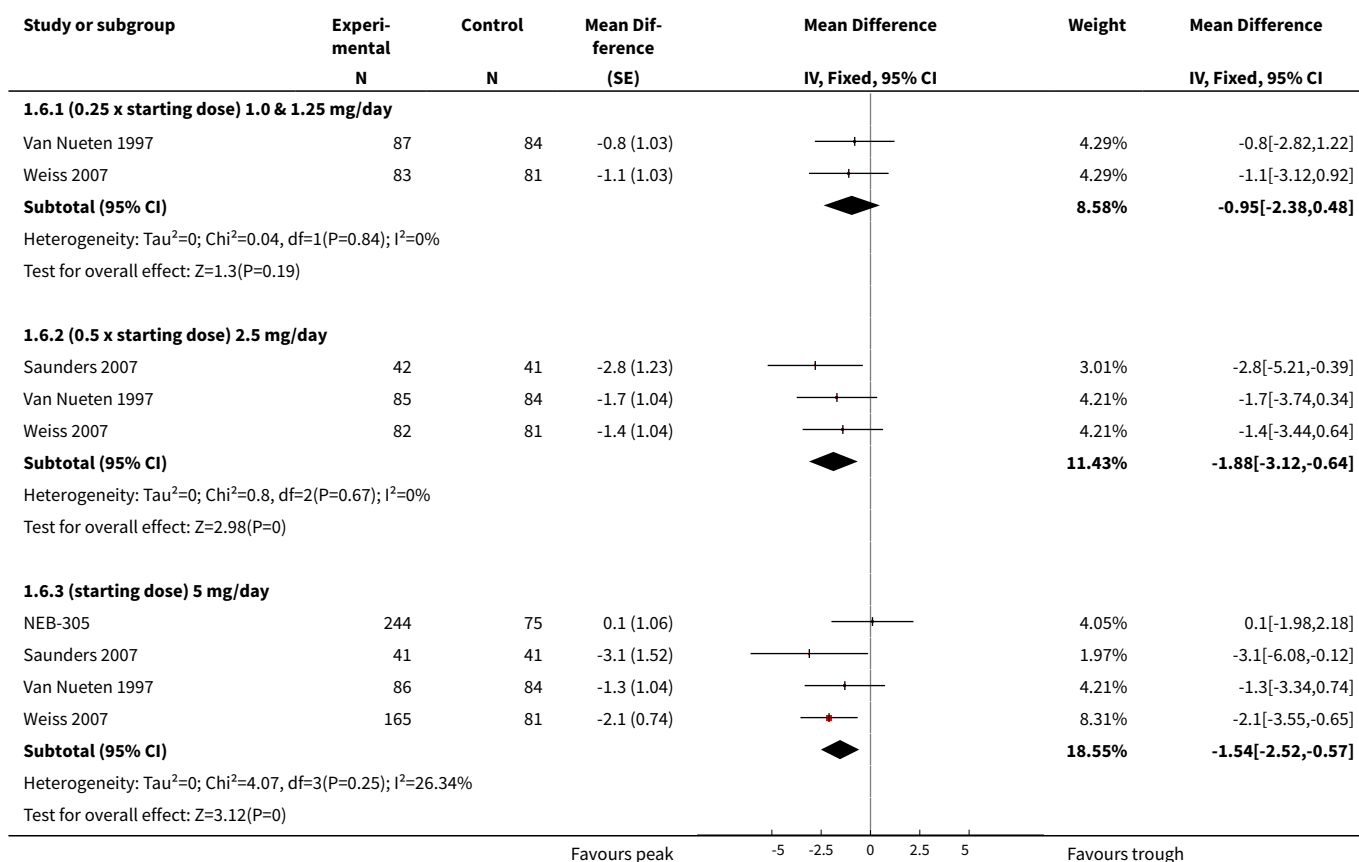 Study or subgroup Experi- Control Mean Dif- Mean Difference Weight Mean Difference
mental ference
N N (SE) IV, Fixed, 95% CI IV, Fixed, 95% CI
1.6.1 (0.25 x starting dose) 1.0 & 1.25 mg/day
Van Nueten 1997 87 84 -0.8 (1.03) 4.29% -0.8[-2.82,1.22]
Weiss 2007 83 81 -1.1 (1.03) 4.29% -1.1[-3.12,0.92]
Subtotal (95% CI) 8.58% -0.95[-2.38,0.48]
Heterogeneity: Tau²=0; Chi²=0.04, df=1(P=0.84); I²=0%
Test for overall effect: Z=1.3(P=0.19)
1.6.2 (0.5 x starting dose) 2.5 mg/day
Saunders 2007 42 41 -2.8 (1.23) 3.01% -2.8[-5.21,-0.39]
Van Nueten 1997 85 84 -1.7 (1.04) 4.21% -1.7[-3.74,0.34]
Weiss 2007 82 81 -1.4 (1.04) 4.21% -1.4[-3.44,0.64]
Subtotal (95% CI) 11.43% -1.88[-3.12,-0.64]
Heterogeneity: Tau²=0; Chi²=0.8, df=2(P=0.67); I²=0%
Test for overall effect: Z=2.98(P=0)
1.6.3 (starting dose) 5 mg/day
NEB-305 244 75 0.1 (1.06) 4.05% 0.1[-1.98,2.18]
Saunders 2007 41 41 -3.1 (1.52) 1.97% -3.1[-6.08,-0.12]
Van Nueten 1997 86 84 -1.3 (1.04) 4.21% -1.3[-3.34,0.74]
Weiss 2007 165 81 -2.1 (0.74) 8.31% -2.1[-3.55,-0.65]
Subtotal (95% CI) 18.55% -1.54[-2.52,-0.57]
Heterogeneity: Tau²=0; Chi²=4.07, df=3(P=0.25); I²=26.34%
Test for overall effect: Z=3.12(P=0)
Favours peak -5 -2.5 0 2.5 5 Favours trough